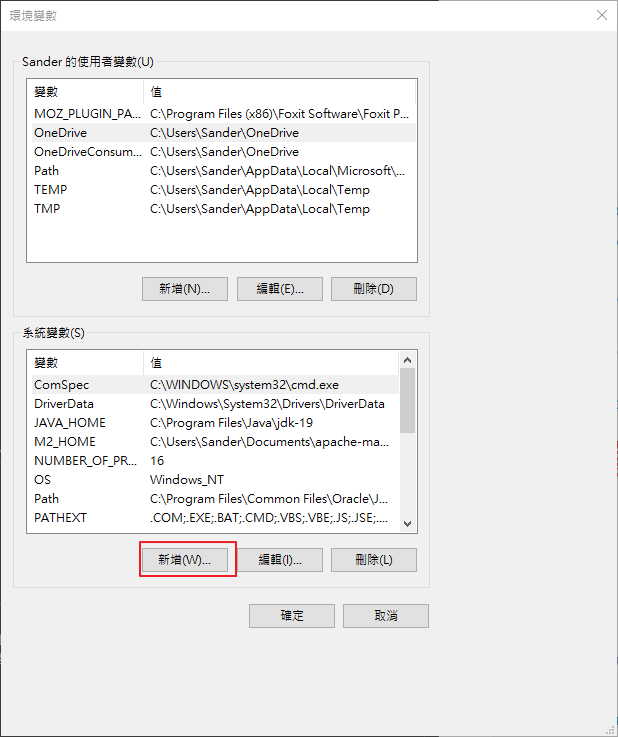 環境變數
Sander 的使用者變數(U)
變數 值
MOZ_PLUGIN_PA... C:\Program Files (x86)\Foxit Software\Foxit P...
OneDrive C:\Users\Sander\OneDrive
OneDriveConsum... C:\Users\Sander\OneDrive
Path C:\Users\Sander\AppData\Local\Microsoft\...
TEMP C:\Users\Sander\AppData\Local\Temp
TMP C:\Users\Sander\AppData\Local\Temp
新增(N)... 編輯(E)... 刪除(D)
系統變數(S)
變數 值
ComSpec C:\WINDOWS\system32\cmd.exe
DriverData C:\Windows\System32\Drivers\DriverData
JAVA_HOME C:\Program Files\Java\jdk-19
M2_HOME C:\Users\Sander\Documents\apache-ma...
NUMBER_OF_PR... 16
OS Windows_NT
Path C:\Program Files\Common Files\Oracle\J...
PATHEXT .COM;.EXE;.BAT;.CMD;.VBS;.VBE;.JS;.JSE;....
新增(W)... 編輯(I)... 刪除(L)
確定 取消